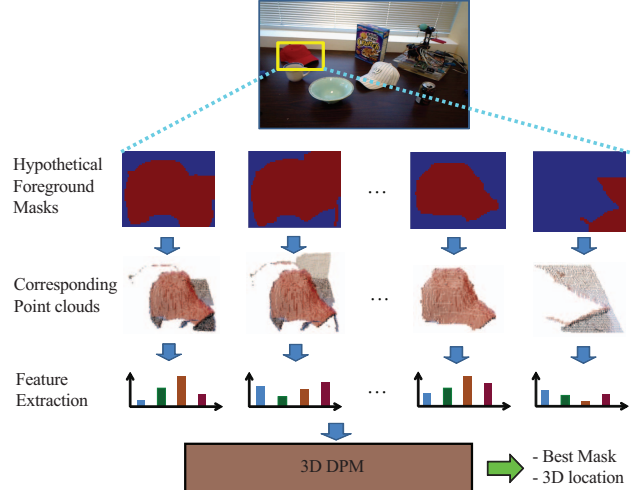 Hypothetical
Foreground
Masks
...
Corresponding
Point clouds
...
Feature
Extraction
...
3D DPM
- Best Mask
- 3D location